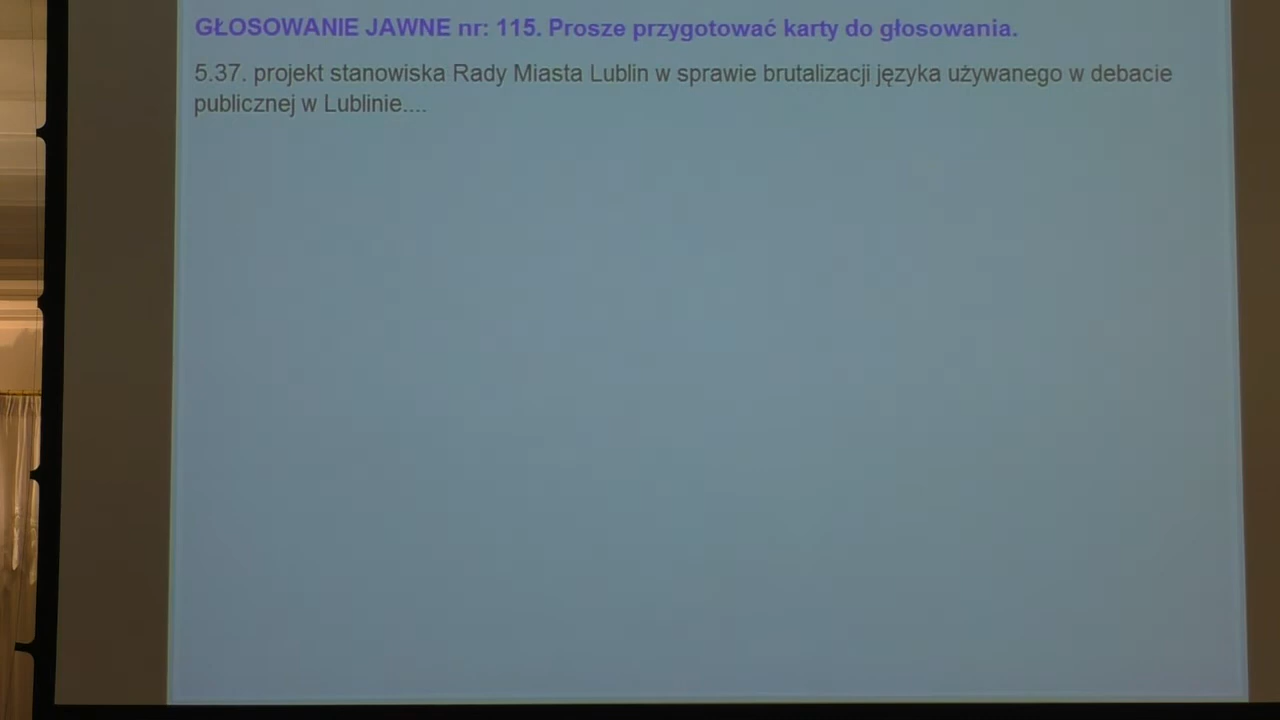 GŁOSOWANIE JAWNE nr: 115. Prosze przygotować karty do głosowania.
5.37. projekt stanowiska Rady Miasta Lublin w sprawie brutalizacji języka używanego w debacie
publicznej w Lublinie....